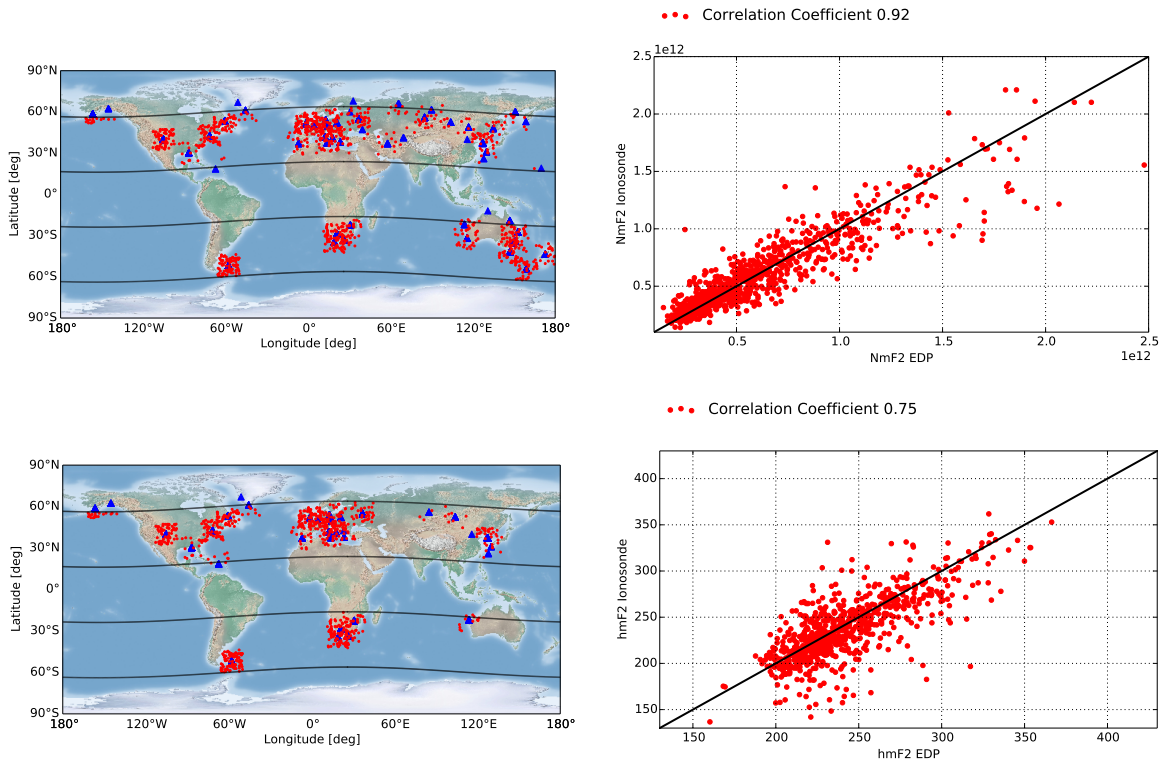 Correlation Coefficient 0.92
90°N
60°N
30°N
0°
30°S
60°S
90°S
180°
120°W
60°W
0°
60°E
120°E
180°
Latitude [deg]
Longitude [deg]
1e12
2.5
2.0
1.5
1.0
0.5
NmF2 Ionosonde
0.5
1.0
1.5
2.0
2.5
1e12
NmF2 EDP
Correlation Coefficient 0.75
90°N
60°N
30°N
0°
30°S
60°S
90°S
180°
120°W
60°W
0°
60°E
120°E
180°
Latitude [deg]
Longitude [deg]
400
350
300
250
200
150
hmF2 Ionosonde
150
200
250
300
350
400
hmF2 EDP